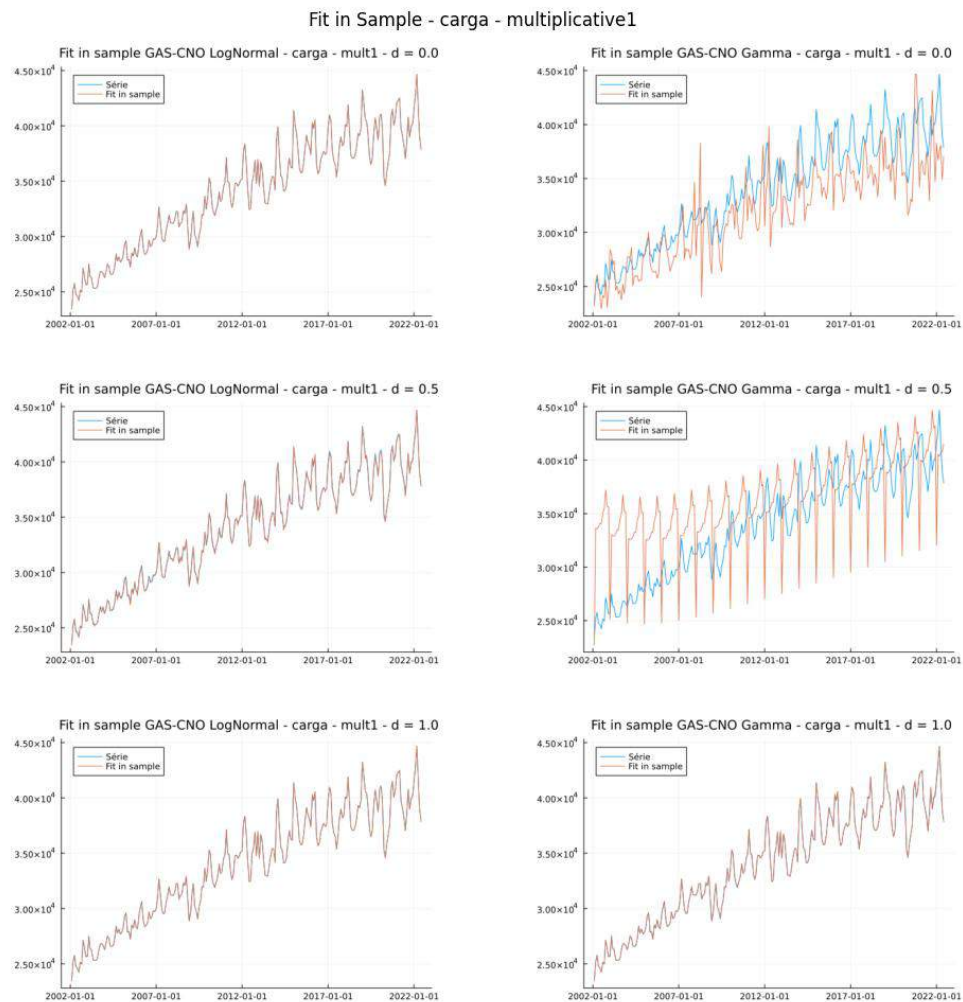 Fit in Sample - carga - multiplicative1
Fit in sample GAS-CNO LogNormal - carga - mult1 - d = 0.0
4.50×10⁴
4.00×10⁴
3.50×10⁴
3.00×10⁴
2.50×10⁴
Série
Fit in sample
2002-01-01 2007-01-01 2012-01-01 2017-01-01 2022-01-01
Fit in sample GAS-CNO Gamma - carga - mult1 - d = 0.0
4.50×10⁴
4.00×10⁴
3.50×10⁴
3.00×10⁴
2.50×10⁴
Série
Fit in sample
2002-01-01 2007-01-01 2012-01-01 2017-01-01 2022-01-01
Fit in sample GAS-CNO LogNormal - carga - mult1 - d = 0.5
4.50×10⁴
4.00×10⁴
3.50×10⁴
3.00×10⁴
2.50×10⁴
Série
Fit in sample
2002-01-01 2007-01-01 2012-01-01 2017-01-01 2022-01-01
Fit in sample GAS-CNO Gamma - carga - mult1 - d = 0.5
4.50×10⁴
4.00×10⁴
3.50×10⁴
3.00×10⁴
2.50×10⁴
Série
Fit in sample
2002-01-01 2007-01-01 2012-01-01 2017-01-01 2022-01-01
Fit in sample GAS-CNO LogNormal - carga - mult1 - d = 1.0
4.50×10⁴
4.00×10⁴
3.50×10⁴
3.00×10⁴
2.50×10⁴
Série
Fit in sample
2002-01-01 2007-01-01 2012-01-01 2017-01-01 2022-01-01
Fit in sample GAS-CNO Gamma - carga - mult1 - d = 1.0
4.50×10⁴
4.00×10⁴
3.50×10⁴
3.00×10⁴
2.50×10⁴
Série
Fit in sample
2002-01-01 2007-01-01 2012-01-01 2017-01-01 2022-01-01